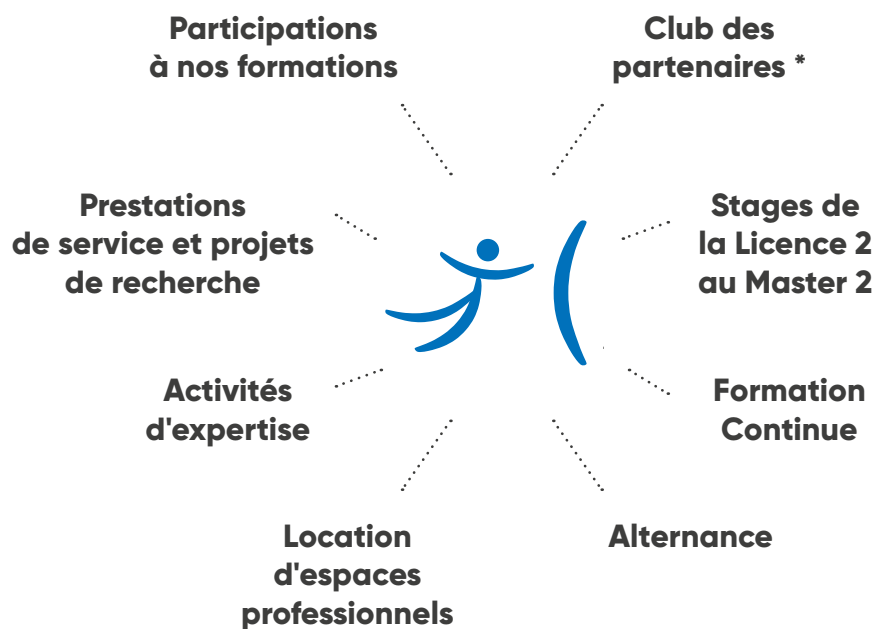 Participations
à nos formations
Club des
partenaires *
Prestations
de service et projets
de recherche
Stages de
la Licence 2
au Master 2
Activités
d'expertise
Formation
Continue
Location
d'espaces
professionnels
Alternance